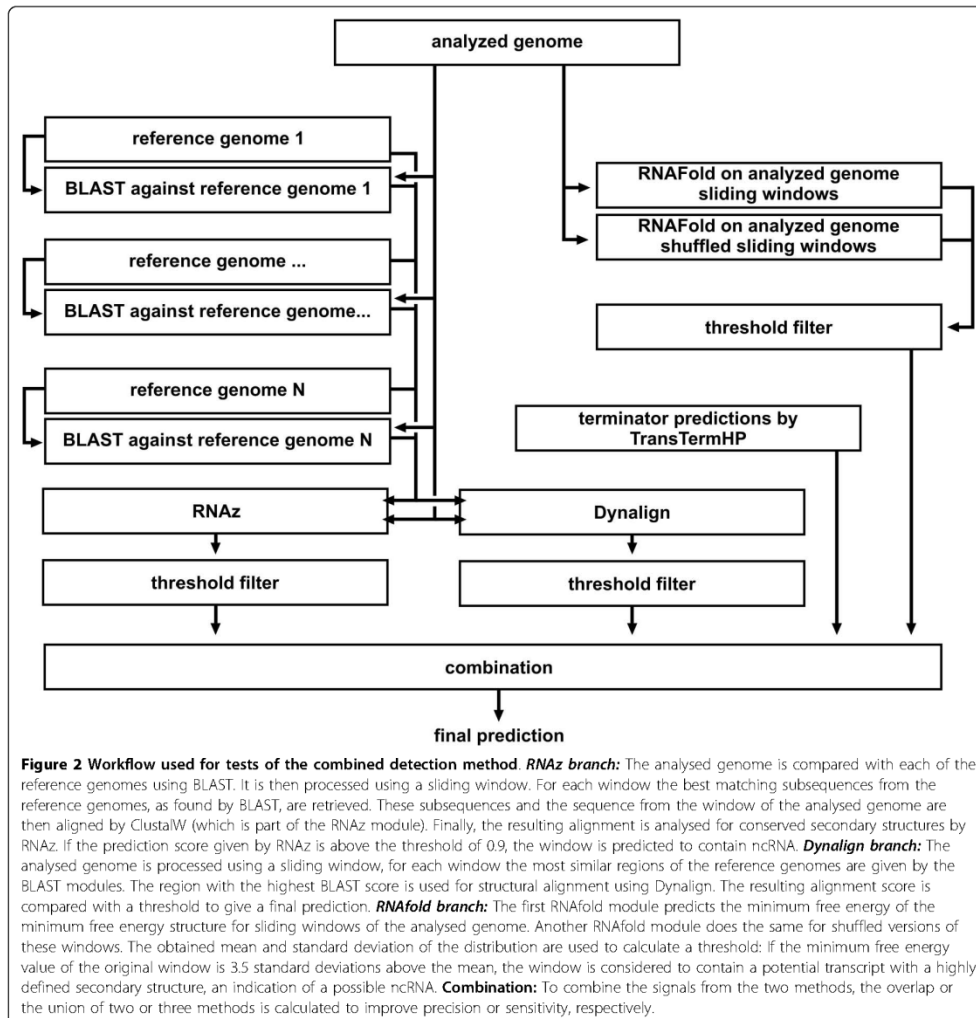 analyzed genome
reference genome 1
BLAST against reference genome 1
reference genome ...
BLAST against reference genome...
reference genome N
BLAST against reference genome N
RNAFold on analyzed genome
sliding windows
RNAFold on analyzed genome
shuffled sliding windows
threshold filter
terminator predictions by
TransTermHP
RNAz
Dynalign
threshold filter
threshold filter
combination
final prediction
Figure 2 Workflow used for tests of the combined detection method. RNAz branch: The analysed genome is compared with each of the
reference genomes using BLAST. It is then processed using a sliding window. For each window the best matching subsequences from the
reference genomes, as found by BLAST, are retrieved. These subsequences and the sequence from the window of the analysed genome are
then aligned by ClustalW (which is part of the RNAz module). Finally, the resulting alignment is analysed for conserved secondary structures by
RNAz. If the prediction score given by RNAz is above the threshold of 0.9, the window is predicted to contain ncRNA. Dynalign branch: The
analysed genome is processed using a sliding window, for each window the most similar regions of the reference genomes are given by the
BLAST modules. The region with the highest BLAST score is used for structural alignment using Dynalign. The resulting alignment score is
compared with a threshold to give a final prediction. RNAfold branch: The first RNAfold module predicts the minimum free energy of the
minimum free energy structure for sliding windows of the analysed genome. Another RNAfold module does the same for shuffled versions of
these windows. The obtained mean and standard deviation of the distribution are used to calculate a threshold: If the minimum free energy
value of the original window is 3.5 standard deviations above the mean, the window is considered to contain a potential transcript with a highly
defined secondary structure, an indication of a possible ncRNA. Combination: To combine the signals from the two methods, the overlap or
the union of two or three methods is calculated to improve precision or sensitivity, respectively.